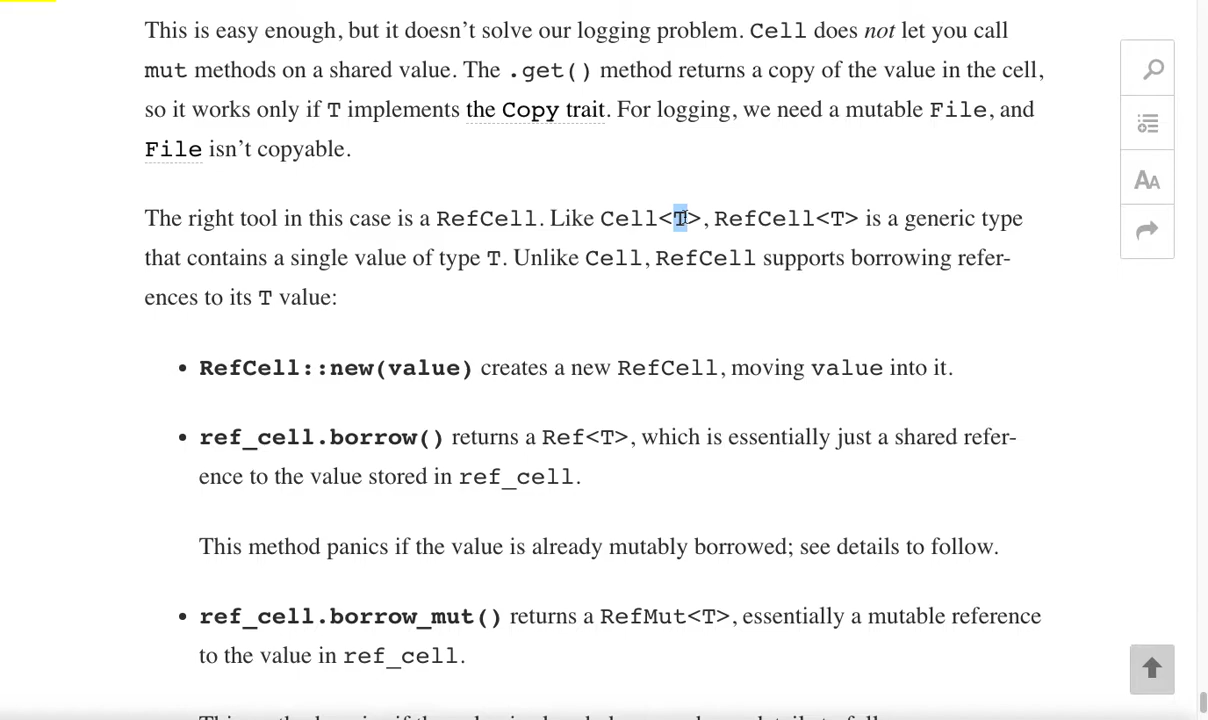 This is easy enough, but it doesn’t solve our logging problem. Cell does not let you call
mut methods on a shared value. The .get() method returns a copy of the value in the cell,
so it works only if T implements the Copy trait. For logging, we need a mutable File, and
File isn’t copyable.
The right tool in this case is a RefCell. Like Cell<T>, RefCell<T> is a generic type
that contains a single value of type T. Unlike Cell, RefCell supports borrowing refer-
ences to its T value:
• RefCell::new(value) creates a new RefCell, moving value into it.
• ref_cell.borrow() returns a Ref<T>, which is essentially just a shared refer-
ence to the value stored in ref_cell.
This method panics if the value is already mutably borrowed; see details to follow.
• ref_cell.borrow_mut() returns a RefMut<T>, essentially a mutable reference
to the value in ref_cell.
AA